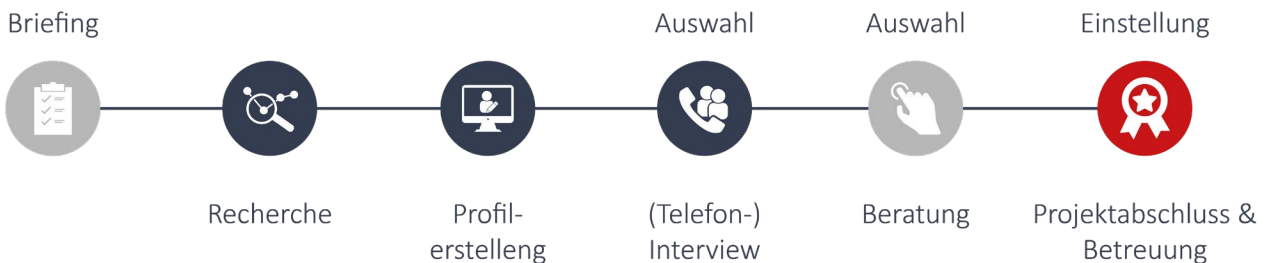 Briefing
Auswahl
Auswahl
Einstellung
Recherche
Profil-
erstelleng
(Telefon-)
Interview
Beratung
Projektabschluss &
Betreuung